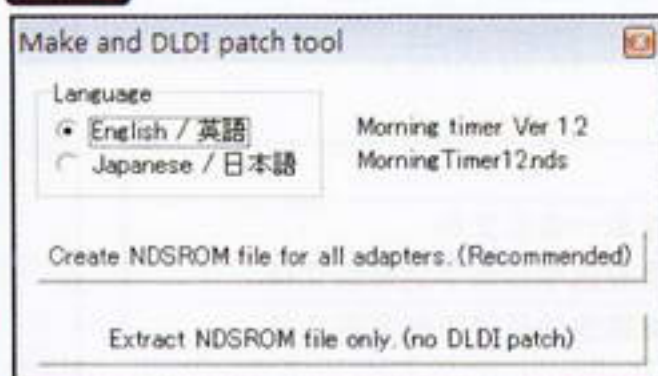 Make and DLDI patch tool
Language
English / 英語
Japanese / 日本語
Morning timer Ver 1.2
MorningTimer12.nds
Create NDSROM file for all adapters. (Recommended)
Extract NDSROM file only. (no DLDI patch)